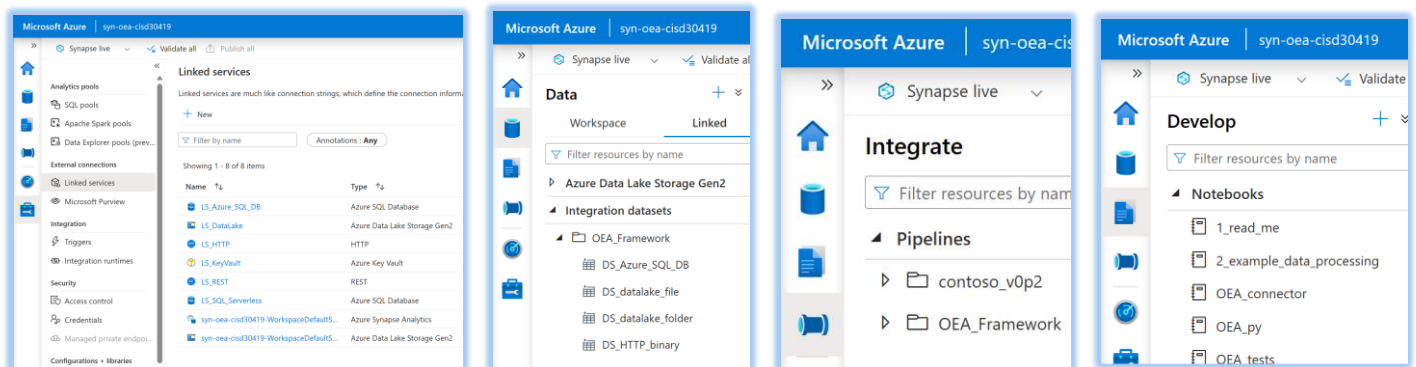 Microsoft Azure syn-oea-cisd30419
Synapse live Validate all Publish all
Analytics pools
SQL pools
Apache Spark pools
Data Explorer pools (prev...
External connections
Linked services
Microsoft Purview
Integration
Triggers
Integration runtimes
Security
Access control
Credentials
Managed private endpoi...
Configurations + libraries
Linked services
Linked services are much like connection strings, which define the connection informa
New
Filter by name Annotations : Any
Showing 1 - 8 of 8 items
Name Type
LS_Azure_SQL_DB Azure SQL Database
LS_DataLake Azure Data Lake Storage Gen2
LS_HTTP HTTP
LS_KeyVault Azure Key Vault
LS_REST REST
LS_SQL_Serverless Azure SQL Database
syn-oea-cisd30419-WorkspaceDefaultS... Azure Synapse Analytics
syn-oea-cisd30419-WorkspaceDefaultS... Azure Data Lake Storage Gen2
Microsoft Azure syn-oea-cisd30419
Synapse live Validate al
Data
Workspace Linked
Filter resources by name
Azure Data Lake Storage Gen2
Integration datasets
OEA_Framework
DS_Azure_SQL_DB
DS_datalake_file
DS_datalake_folder
DS_HTTP_binary
Microsoft Azure syn-oea-cis
Synapse live
Integrate
Filter resources by nam
Pipelines
contoso_v0p2
OEA_Framework
Microsoft Azure syn-oea-cisd30419
Synapse live Validate
Develop
Filter resources by name
Notebooks
1_read_me
2_example_data_processing
OEA_connector
OEA_py
OEA_tests